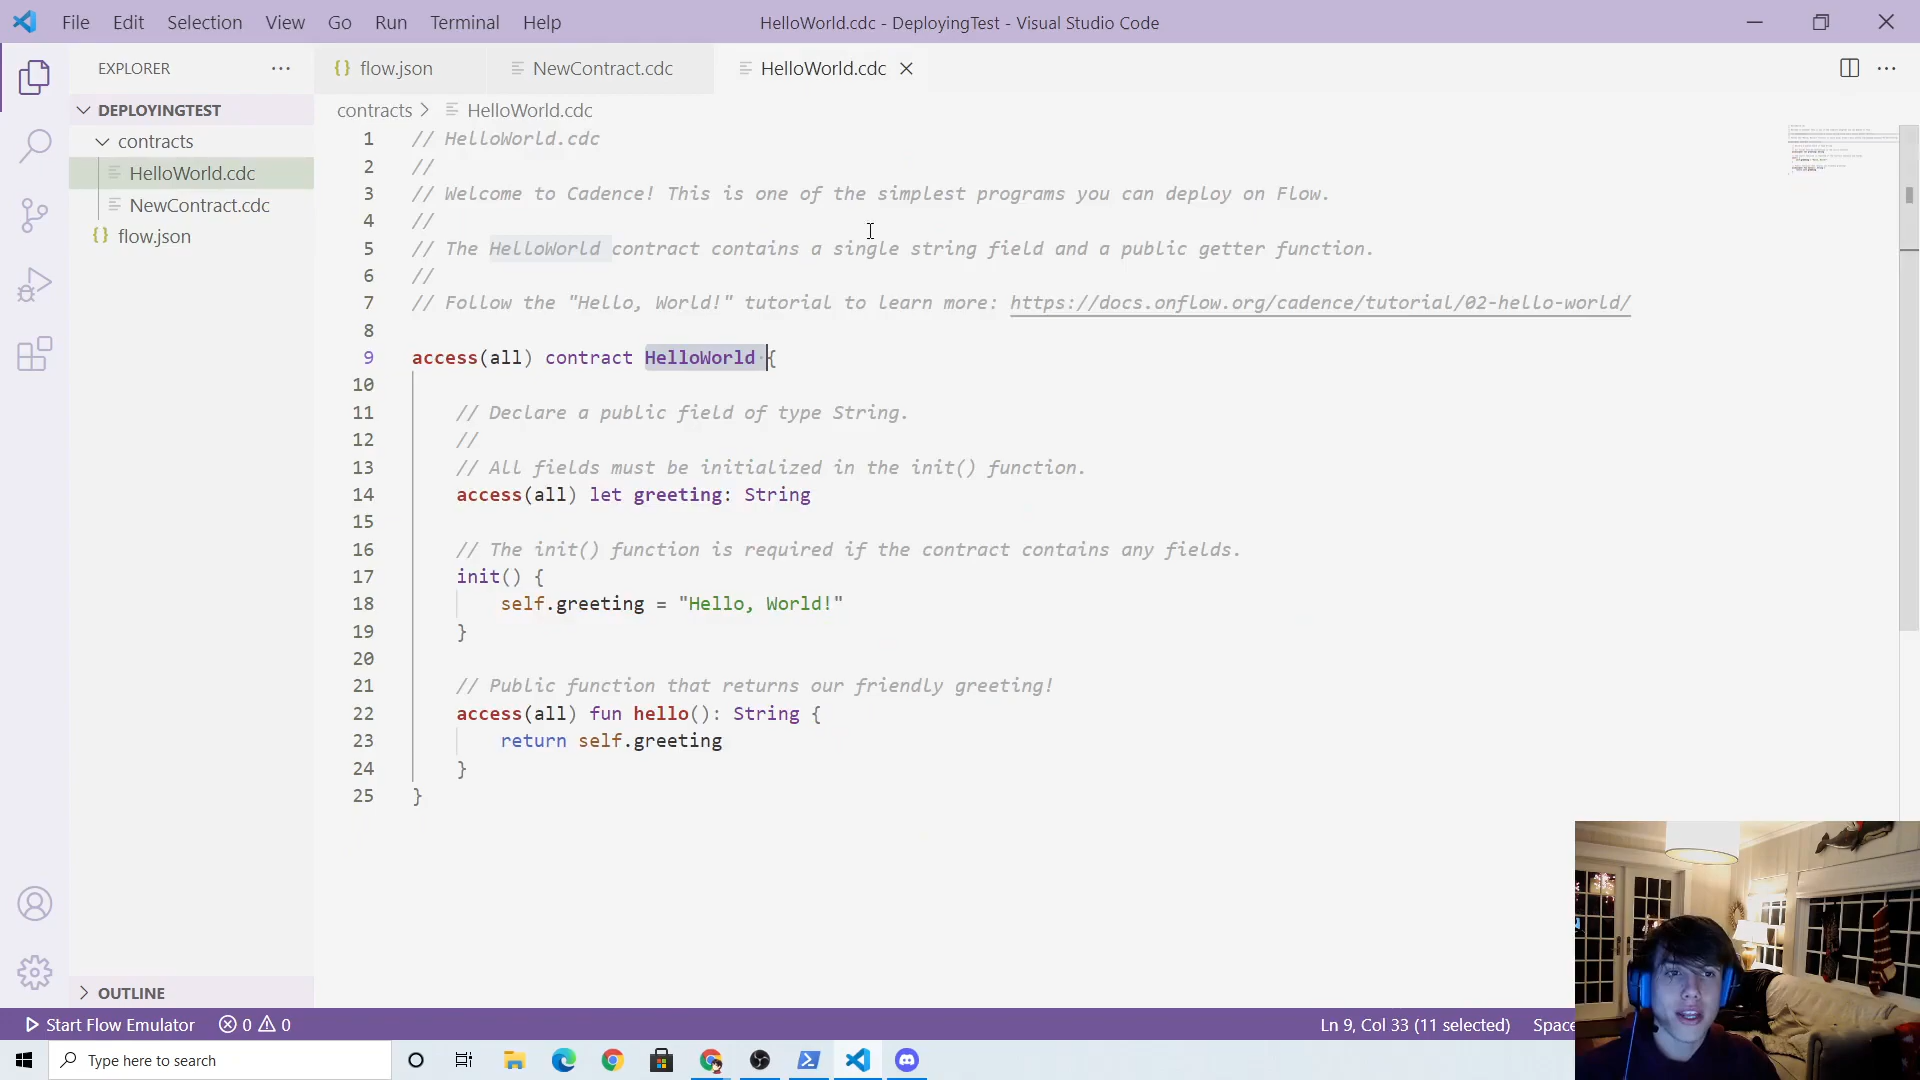 File Edit Selection View Go Run Terminal Help HelloWorld.cdc - DeployingTest - Visual Studio Code
EXPLORER ··· flow.json NewContract.cdc HelloWorld.cdc
DEPLOYINGTEST
contracts
HelloWorld.cdc
NewContract.cdc
flow.json
OUTLINE
contracts > HelloWorld.cdc
1 // HelloWorld.cdc
2 //
3 // Welcome to Cadence! This is one of the simplest programs you can deploy on Flow.
4 //
5 // The HelloWorld contract contains a single string field and a public getter function.
6 //
7 // Follow the "Hello, World!" tutorial to learn more: https://docs.onflow.org/cadence/tutorial/02-hello-world/
8
9 access(all) contract HelloWorld {
10
11 // Declare a public field of type String.
12 //
13 // All fields must be initialized in the init() function.
14 access(all) let greeting: String
15
16 // The init() function is required if the contract contains any fields.
17 init() {
18 self.greeting = "Hello, World!"
19 }
20
21 // Public function that returns our friendly greeting!
22 access(all) fun hello(): String {
23 return self.greeting
24 }
25 }
Start Flow Emulator 0 0 Ln 9, Col 33 (11 selected) Space
Type here to search